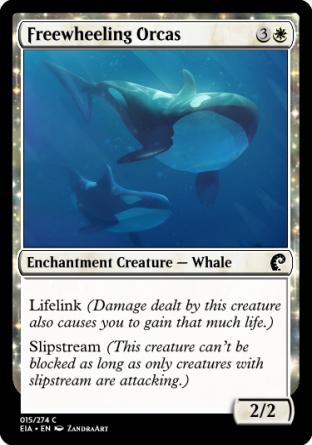 Freewheeling Orcas 3
Enchantment Creature — Whale
Lifelink (Damage dealt by this creature
also causes you to gain that much life.)
Slipstream (This creature can't be
blocked as long as only creatures with
slipstream are attacking.)
2/2
015/274 C
EIA • EN ZandraArt